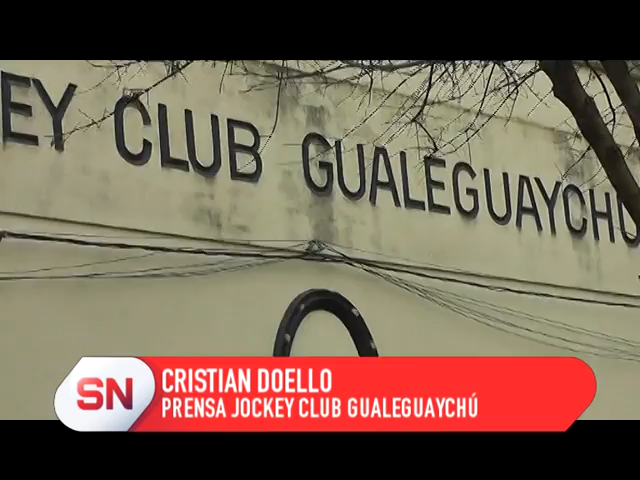 EY CLUB GUALEGUAYCHÚ
SN
CRISTIAN DOELLO
PRENSA JOCKEY CLUB GUALEGUAYCHÚ